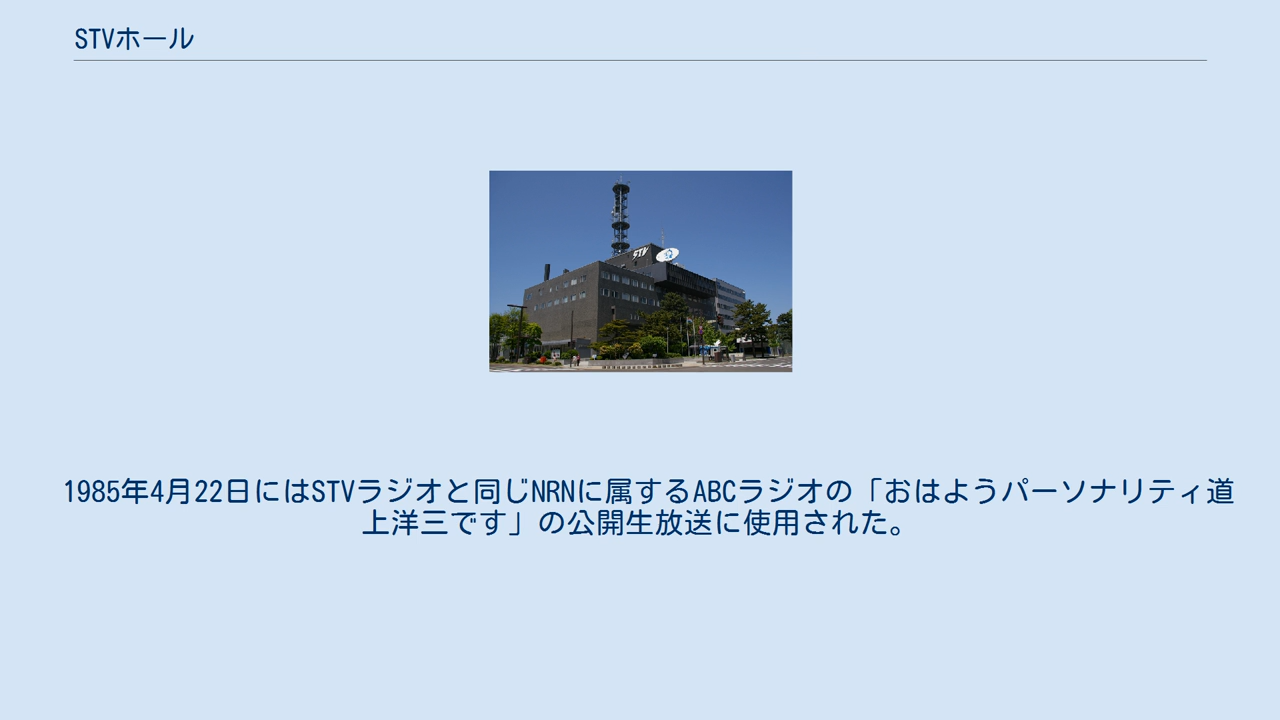 STVホール
STV
1985年4月22日にはSTVラジオと同じNRNに属するABCラジオの「おはようパーソナリティ道
上洋三です」の公開生放送に使用された。